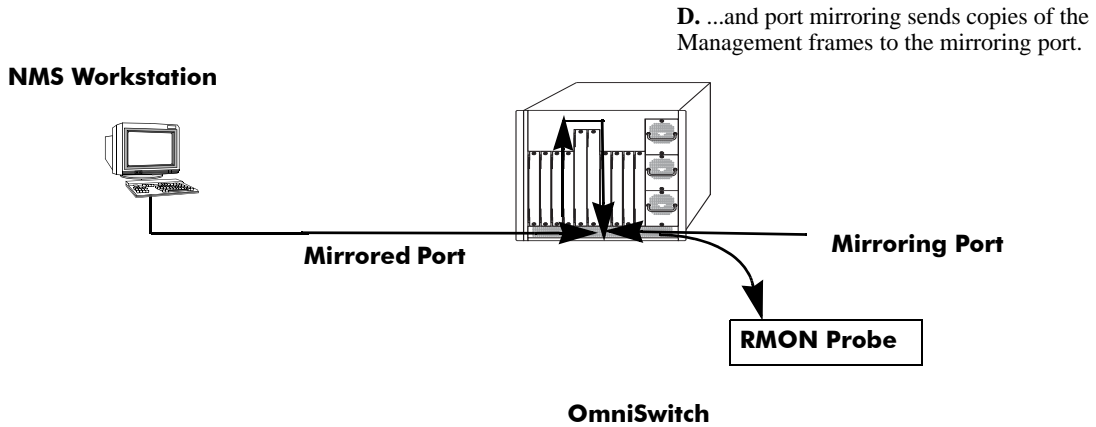 D. ...and port mirroring sends copies of the
Management frames to the mirroring port.
NMS Workstation
Mirrored Port
Mirroring Port
RMON Probe
OmniSwitch